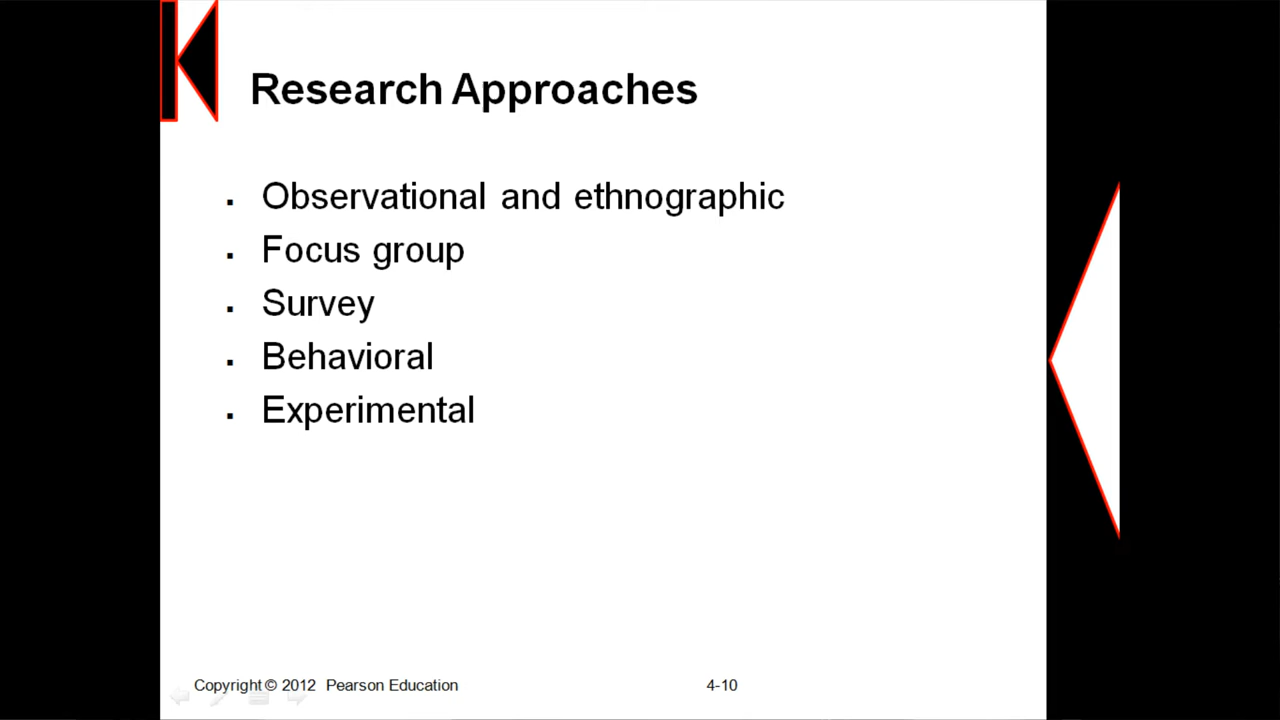 Research Approaches
▪ Observational and ethnographic
▪ Focus group
▪ Survey
▪ Behavioral
▪ Experimental
Copyright © 2012 Pearson Education
4-10